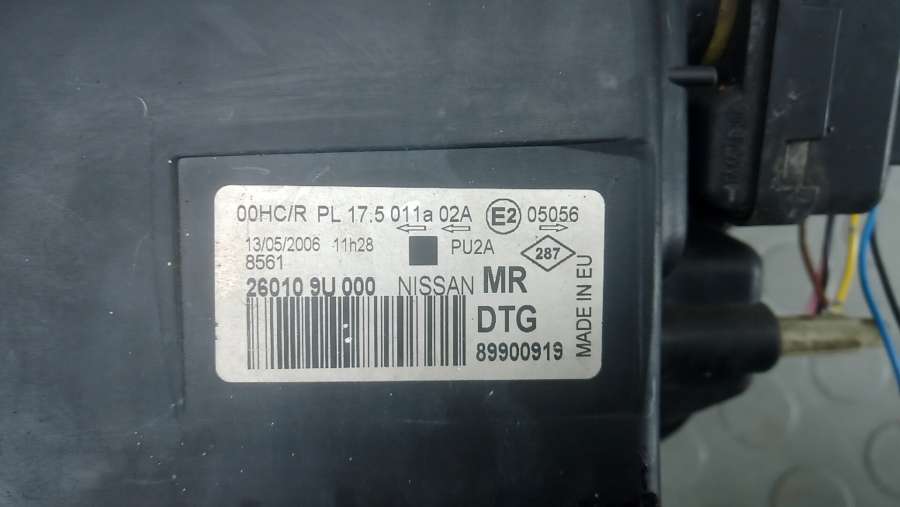 00HC/R PL 17.5 011a 02A E2 05056
13/05/2006 11h28 PU2A 287
8561
26010 9U 000 NISSAN MR
DTG
89900919
MADE IN EU